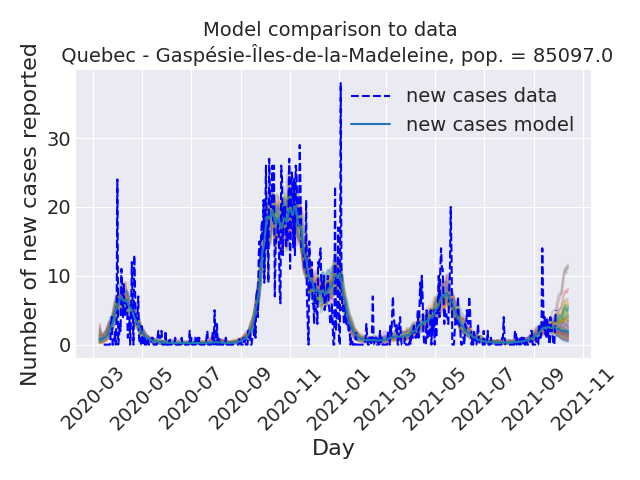 Model comparison to data
Quebec - Gaspésie-Îles-de-la-Madeleine, pop. = 85097.0
Number of new cases reported
30
20
10
0
new cases data
new cases model
2020-03
2020-05
2020-07
2020-09
2020-11
2021-01
2021-03
2021-05
2021-07
2021-09
2021-11
Day